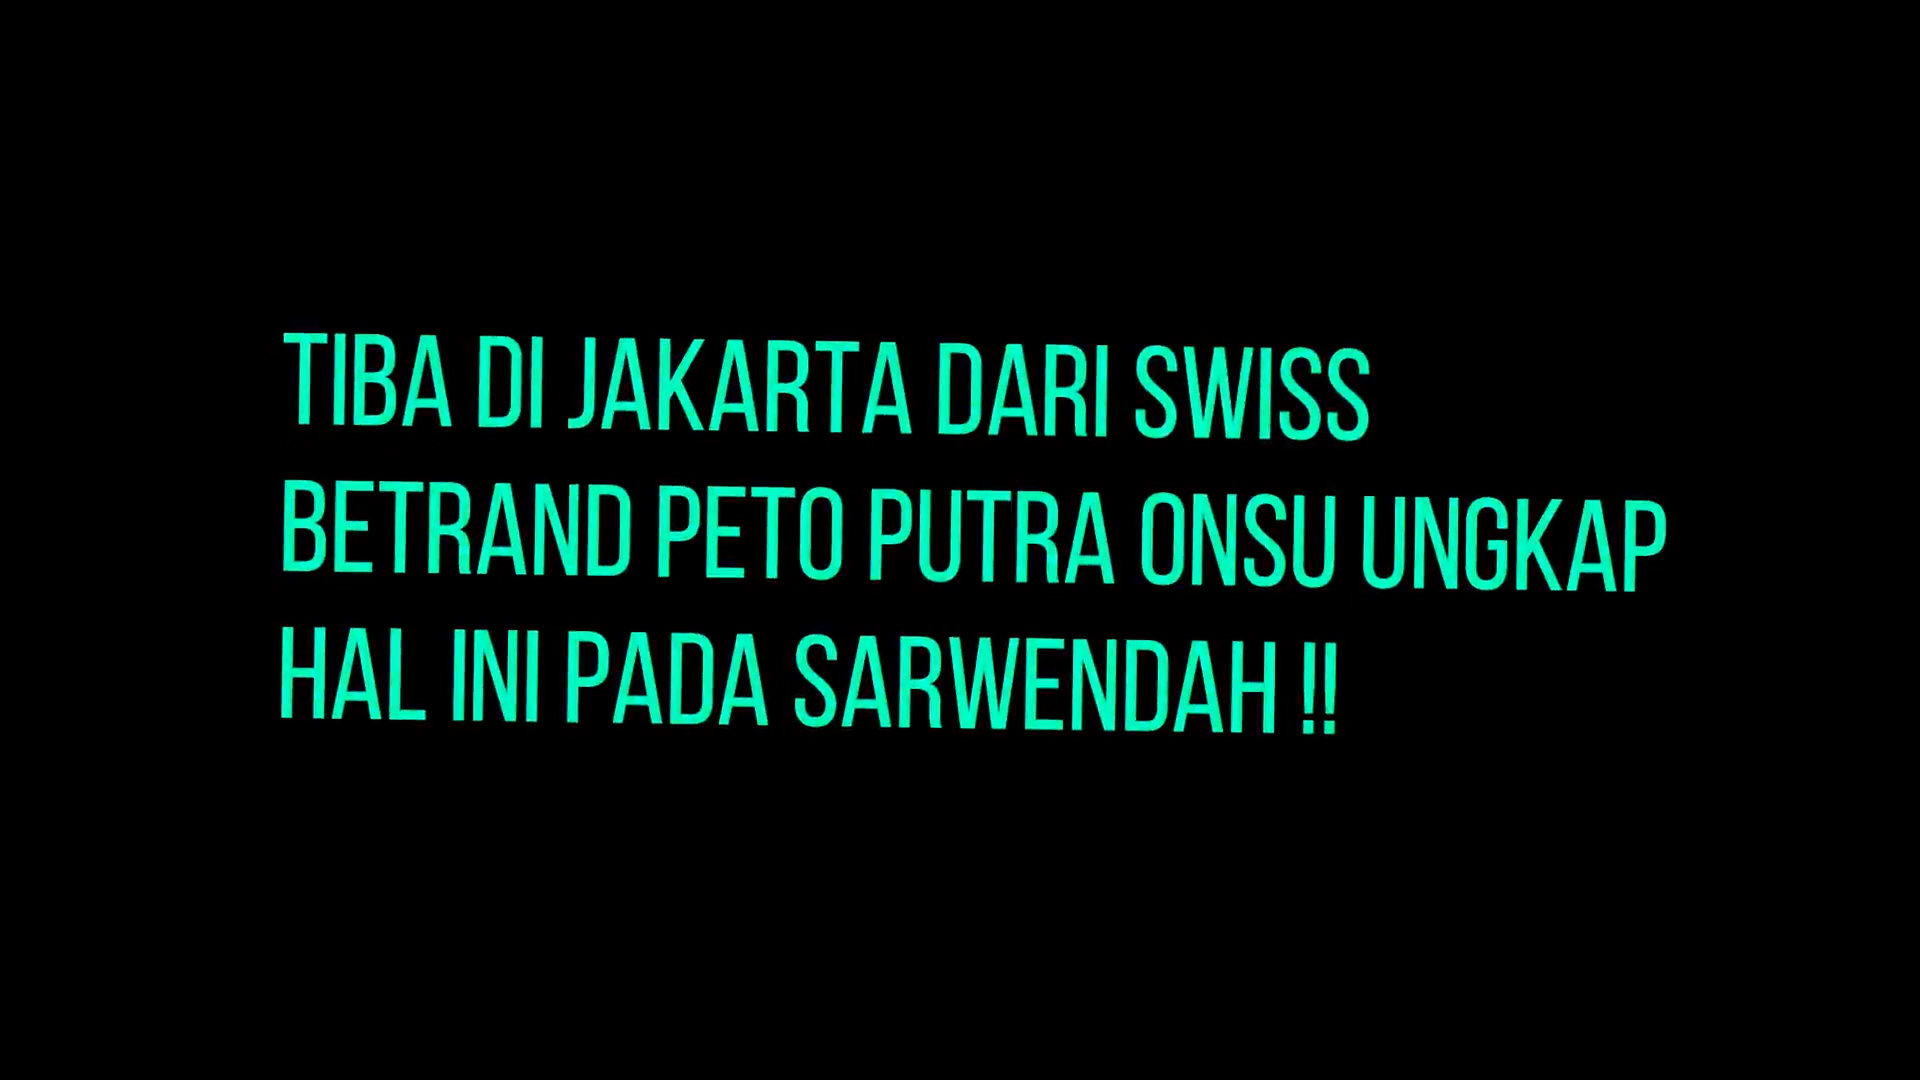 TIBA DI JAKARTA DARI SWISS
BETRAND PETO PUTRA ONSU UNGKAP
HAL INI PADA SARWENDAH !!